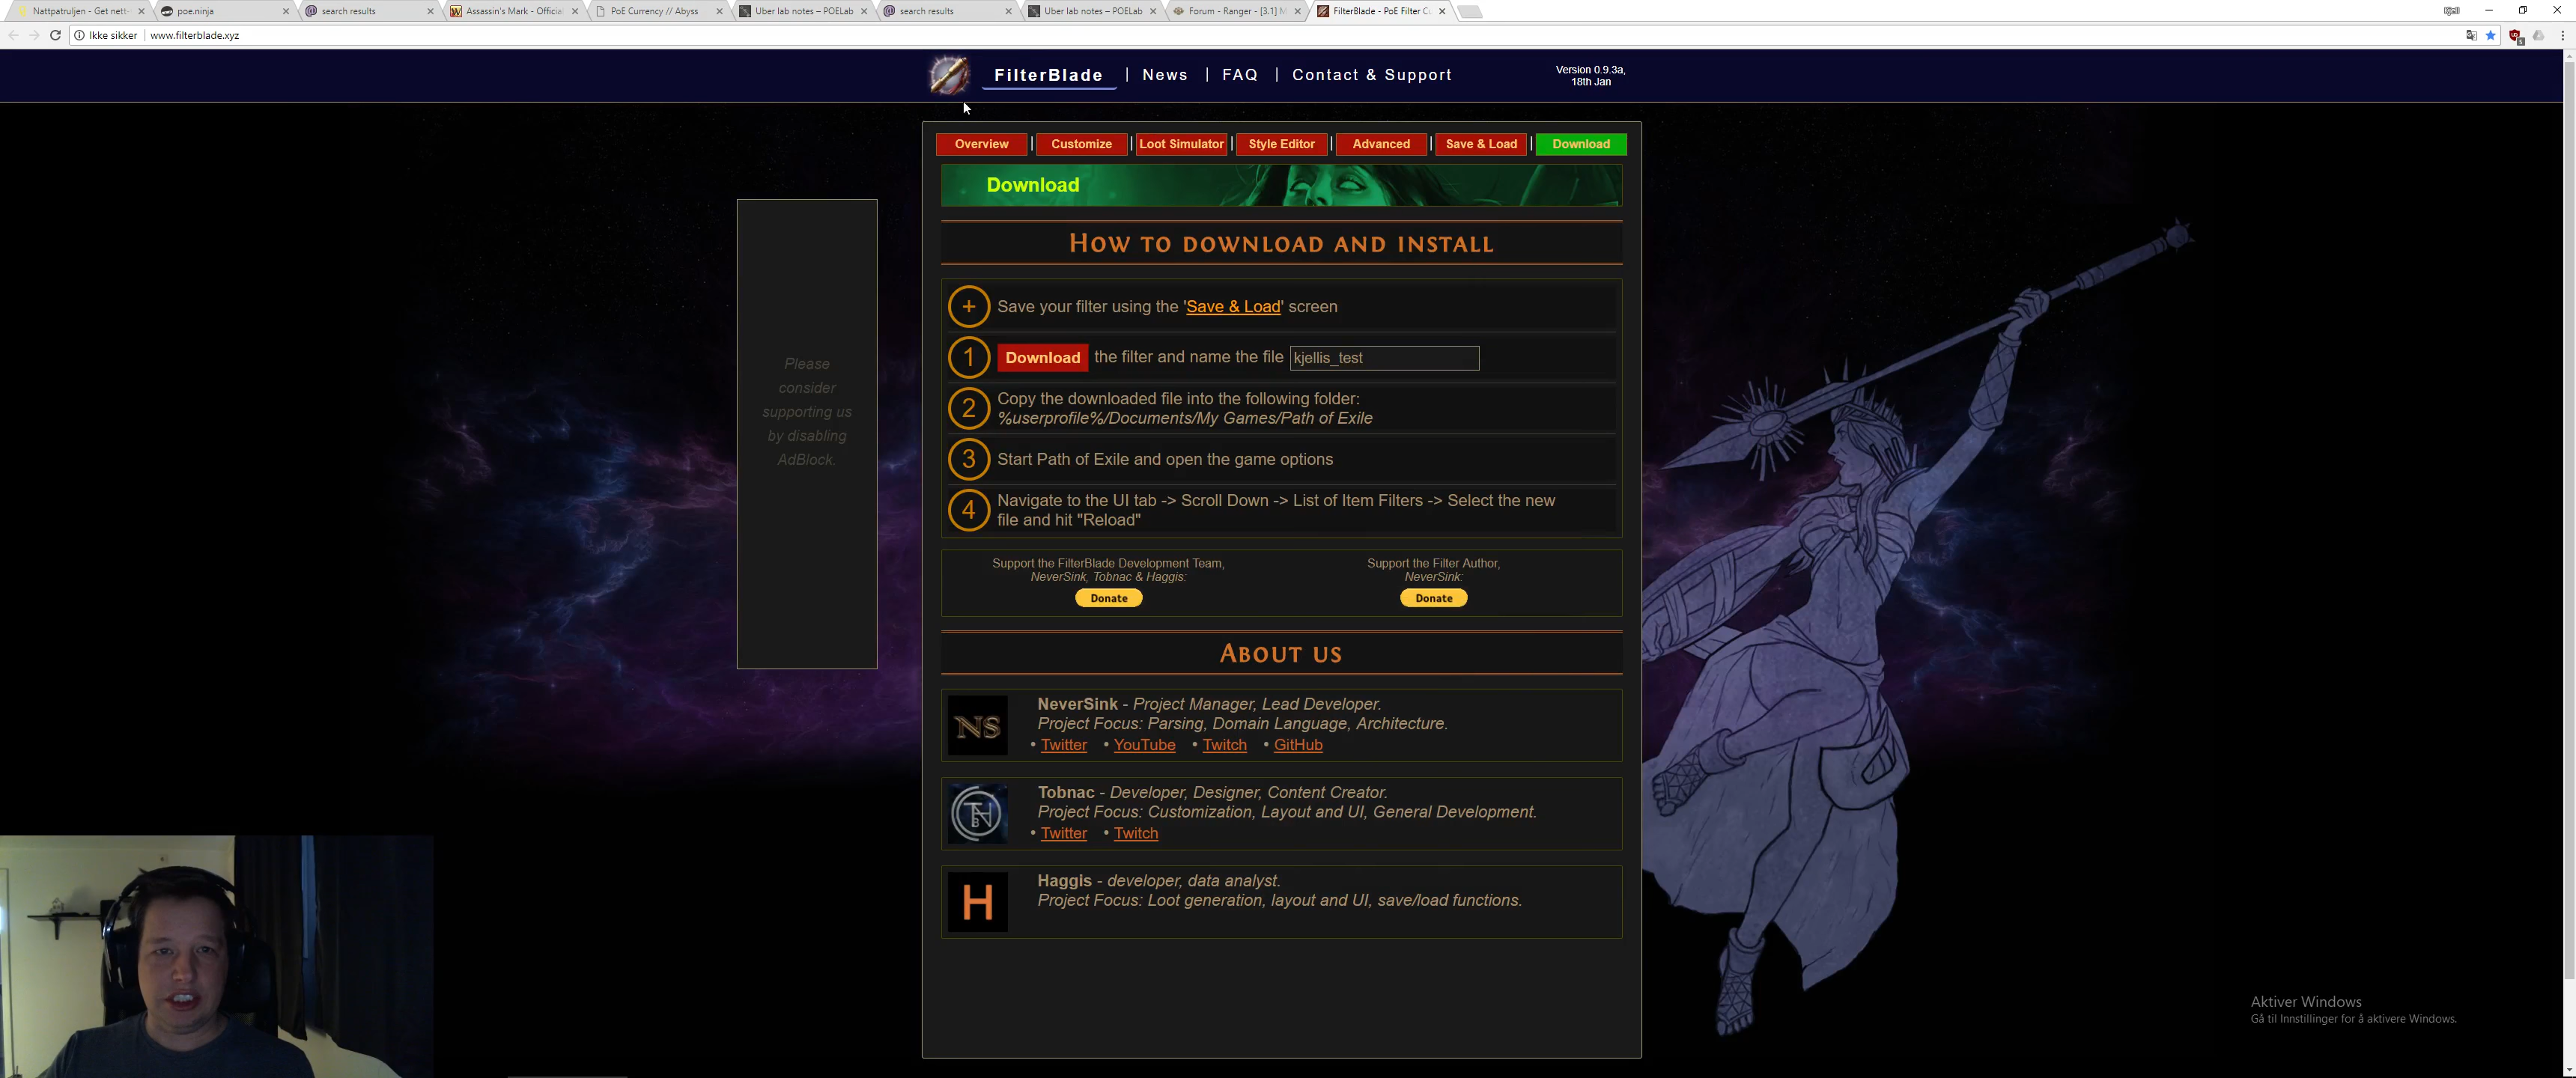 Nattpatruljen - Get nett
poe.ninja
search results
Assassin's Mark - Official
PoE Currency // Abyss
Uber lab notes – POELab
search results
Uber lab notes – POELab
Forum - Ranger - [3.1] M
FilterBlade - PoE Filter Cu
Kjell
Ikke sikker
www.filterblade.xyz
FilterBlade | News | FAQ | Contact & Support
Version 0.9.3a,
18th Jan
Overview | Customize | Loot Simulator | Style Editor | Advanced | Save & Load | Download
Download
How to download and install
+ Save your filter using the 'Save & Load' screen
1 Download the filter and name the file kjellis_test
2 Copy the downloaded file into the following folder:
%userprofile%/Documents/My Games/Path of Exile
3 Start Path of Exile and open the game options
4 Navigate to the UI tab -> Scroll Down -> List of Item Filters -> Select the new
file and hit "Reload"
Please
consider
supporting us
by disabling
AdBlock.
Support the FilterBlade Development Team,
NeverSink, Tobnac & Haggis:
Donate
Support the Filter Author,
NeverSink:
Donate
About us
NS
NeverSink - Project Manager, Lead Developer.
Project Focus: Parsing, Domain Language, Architecture.
• Twitter • YouTube • Twitch • GitHub
Tobnac - Developer, Designer, Content Creator.
Project Focus: Customization, Layout and UI, General Development.
• Twitter • Twitch
H
Haggis - developer, data analyst.
Project Focus: Loot generation, layout and UI, save/load functions.
Aktiver Windows
Gå til Innstillinger for å aktivere Windows.